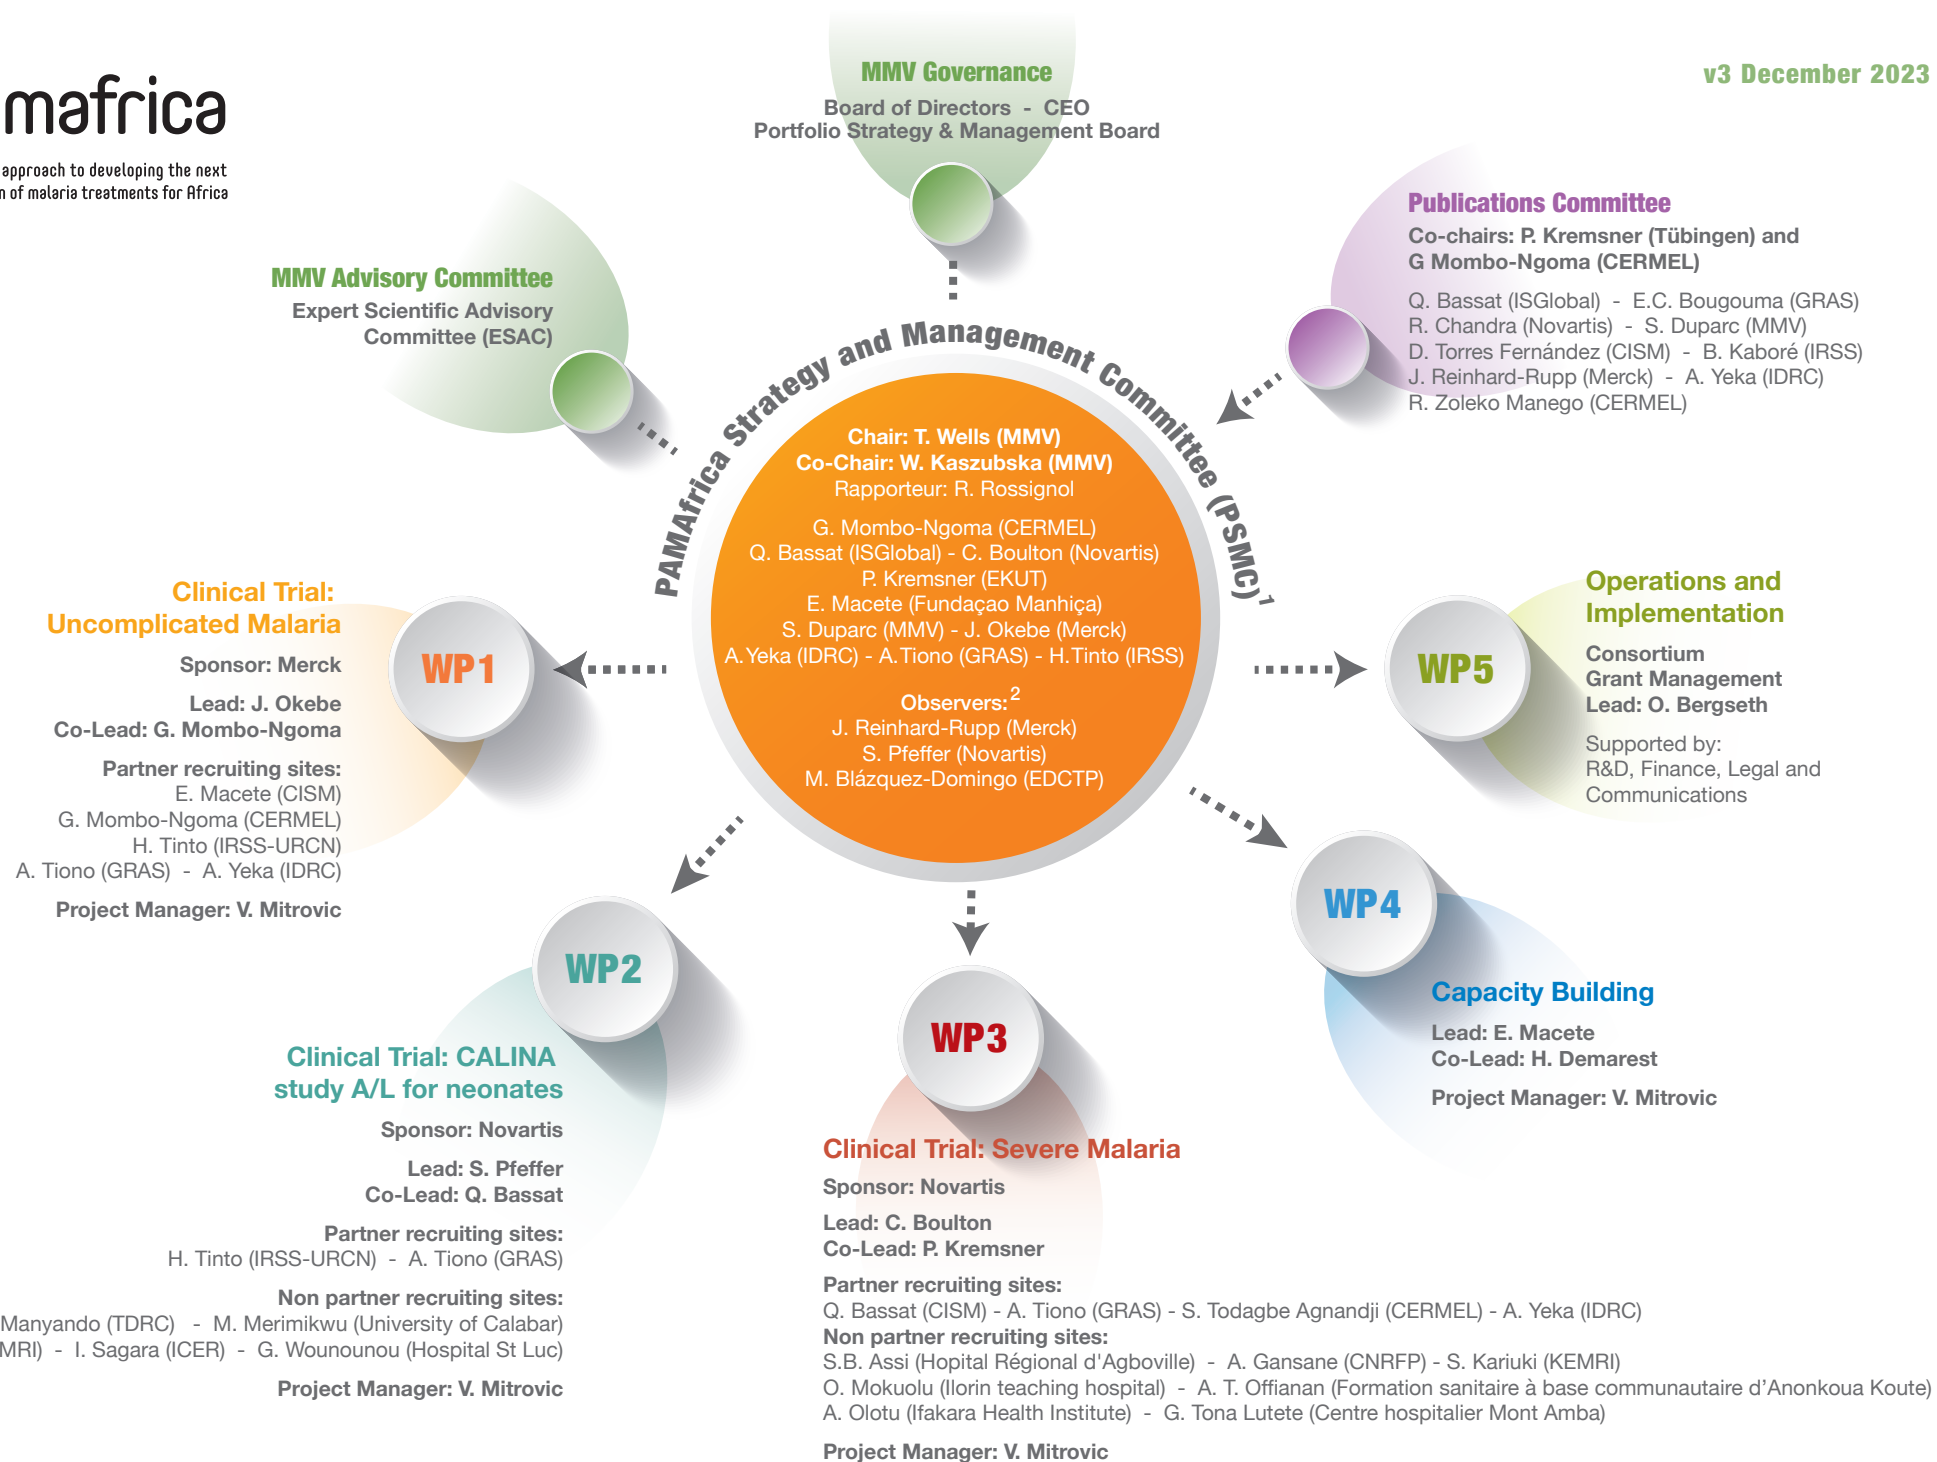 mafrica
approach to developing the next
of malaria treatments for Africa
v3 December 2023
MMV Governance
Board of Directors - CEO
Portfolio Strategy & Management Board
MMV Advisory Committee
Expert Scientific Advisory
Committee (ESAC)
Publications Committee
Co-chairs: P. Kremsner (Tübingen) and
G Mombo-Ngoma (CERMEL)
Q. Bassat (ISGlobal) - E.C. Bougouma (GRAS)
R. Chandra (Novartis) - S. Duparc (MMV)
D. Torres Fernández (CISM) - B. Kaboré (IRSS)
J. Reinhard-Rupp (Merck) - A. Yeka (IDRC)
R. Zoleko Manego (CERMEL)
PAMAfrica Strategy and Management Committee (PSMC)1
Chair: T. Wells (MMV)
Co-Chair: W. Kaszubska (MMV)
Rapporteur: R. Rossignol
G. Mombo-Ngoma (CERMEL)
Q. Bassat (ISGlobal) - C. Boulton (Novartis)
P. Kremsner (EKUT)
E. Macete (Fundaçao Manhiça)
S. Duparc (MMV) - J. Okebe (Merck)
A.Yeka (IDRC) - A.Tiono (GRAS) - H.Tinto (IRSS)
Observers:2
J. Reinhard-Rupp (Merck)
S. Pfeffer (Novartis)
M. Blázquez-Domingo (EDCTP)
WP1
Clinical Trial:
Uncomplicated Malaria
Sponsor: Merck
Lead: J. Okebe
Co-Lead: G. Mombo-Ngoma
Partner recruiting sites:
E. Macete (CISM)
G. Mombo-Ngoma (CERMEL)
H. Tinto (IRSS-URCN)
A. Tiono (GRAS) - A. Yeka (IDRC)
Project Manager: V. Mitrovic
WP2
Clinical Trial: CALINA
study A/L for neonates
Sponsor: Novartis
Lead: S. Pfeffer
Co-Lead: Q. Bassat
Partner recruiting sites:
H. Tinto (IRSS-URCN) - A. Tiono (GRAS)
Non partner recruiting sites:
Manyando (TDRC) - M. Merimikwu (University of Calabar)
MRI) - I. Sagara (ICER) - G. Wounounou (Hospital St Luc)
Project Manager: V. Mitrovic
WP3
Clinical Trial: Severe Malaria
Sponsor: Novartis
Lead: C. Boulton
Co-Lead: P. Kremsner
Partner recruiting sites:
Q. Bassat (CISM) - A. Tiono (GRAS) - S. Todagbe Agnandji (CERMEL) - A. Yeka (IDRC)
Non partner recruiting sites:
S.B. Assi (Hopital Régional d'Agboville) - A. Gansane (CNRFP) - S. Kariuki (KEMRI)
O. Mokuolu (Ilorin teaching hospital) - A. T. Offianan (Formation sanitaire à base communautaire d’Anonkoua Koute)
A. Olotu (Ifakara Health Institute) - G. Tona Lutete (Centre hospitalier Mont Amba)
Project Manager: V. Mitrovic
WP4
Capacity Building
Lead: E. Macete
Co-Lead: H. Demarest
Project Manager: V. Mitrovic
WP5
Operations and
Implementation
Consortium
Grant Management
Lead: O. Bergseth
Supported by:
R&D, Finance, Legal and
Communications